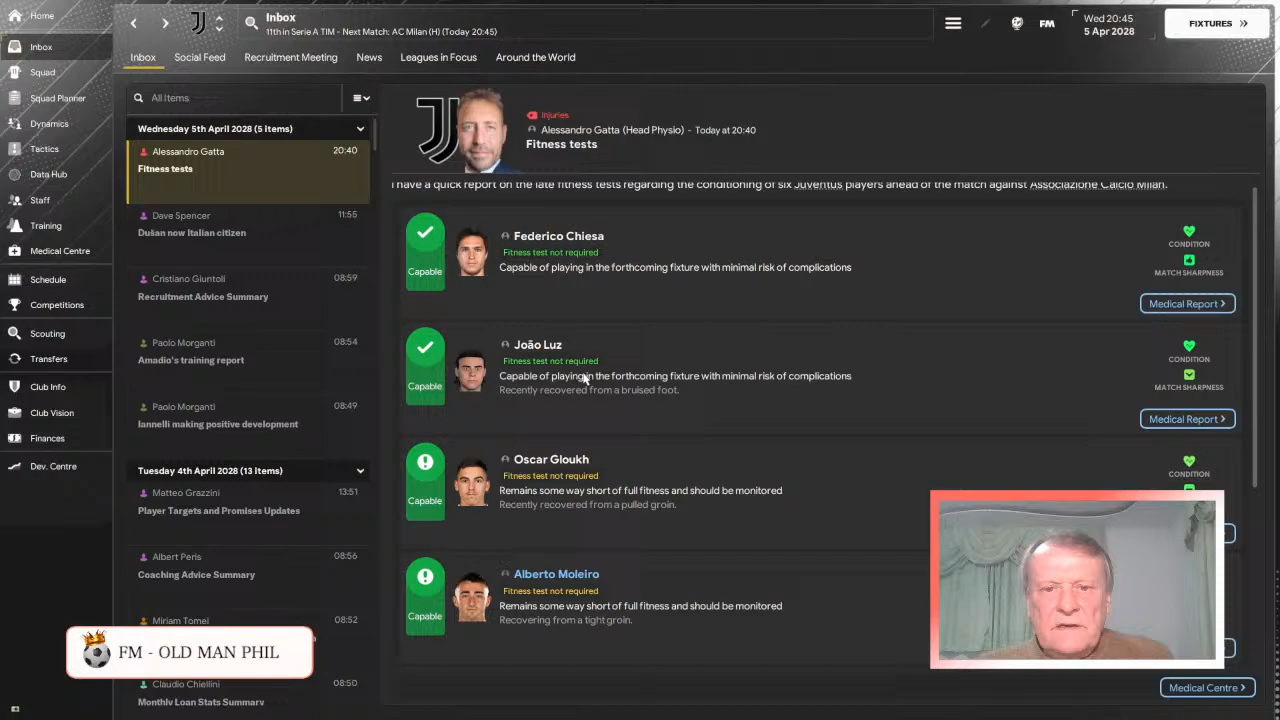 Home
Inbox
Squad
Squad Planner
Dynamics
Tactics
Data Hub
Staff
Training
Medical Centre
Schedule
Competitions
Scouting
Transfers
Club Info
Club Vision
Finances
Dev. Centre
Inbox
11th in Serie A TIM - Next Match: AC Milan (H) (Today 20:45)
FM
Wed 20:45
5 Apr 2028
FIXTURES
Inbox
Social Feed
Recruitment Meeting
News
Leagues in Focus
Around the World
All Items
Wednesday 5th April 2028 (5 Items)
Alessandro Gatta 20:40
Fitness tests
Dave Spencer 11:55
Dušan now Italian citizen
Cristiano Giuntoli 08:59
Recruitment Advice Summary
Paolo Morganti 08:54
Amadio's training report
Paolo Morganti 08:49
Iannelli making positive development
Tuesday 4th April 2028 (13 Items)
Matteo Grazzini 13:51
Player Targets and Promises Updates
Albert Peris 08:56
Coaching Advice Summary
Miriam Tomei 08:52
Claudio Chiellini 08:50
Monthly Loan Stats Summary
Injuries
Alessandro Gatta (Head Physio) - Today at 20:40
Fitness tests
I have a quick report on the late fitness tests regarding the conditioning of six Juventus players ahead of the match against Associazione Calcio Milan.
Capable
Federico Chiesa
Fitness test not required
Capable of playing in the forthcoming fixture with minimal risk of complications
CONDITION
MATCH SHARPNESS
Medical Report
Capable
João Luz
Fitness test not required
Capable of playing in the forthcoming fixture with minimal risk of complications
Recently recovered from a bruised foot.
CONDITION
MATCH SHARPNESS
Medical Report
Capable
Oscar Gloukh
Fitness test not required
Remains some way short of full fitness and should be monitored
Recently recovered from a pulled groin.
CONDITION
Capable
Alberto Moleiro
Fitness test not required
Remains some way short of full fitness and should be monitored
Recovering from a tight groin.
Medical Centre
FM - OLD MAN PHIL